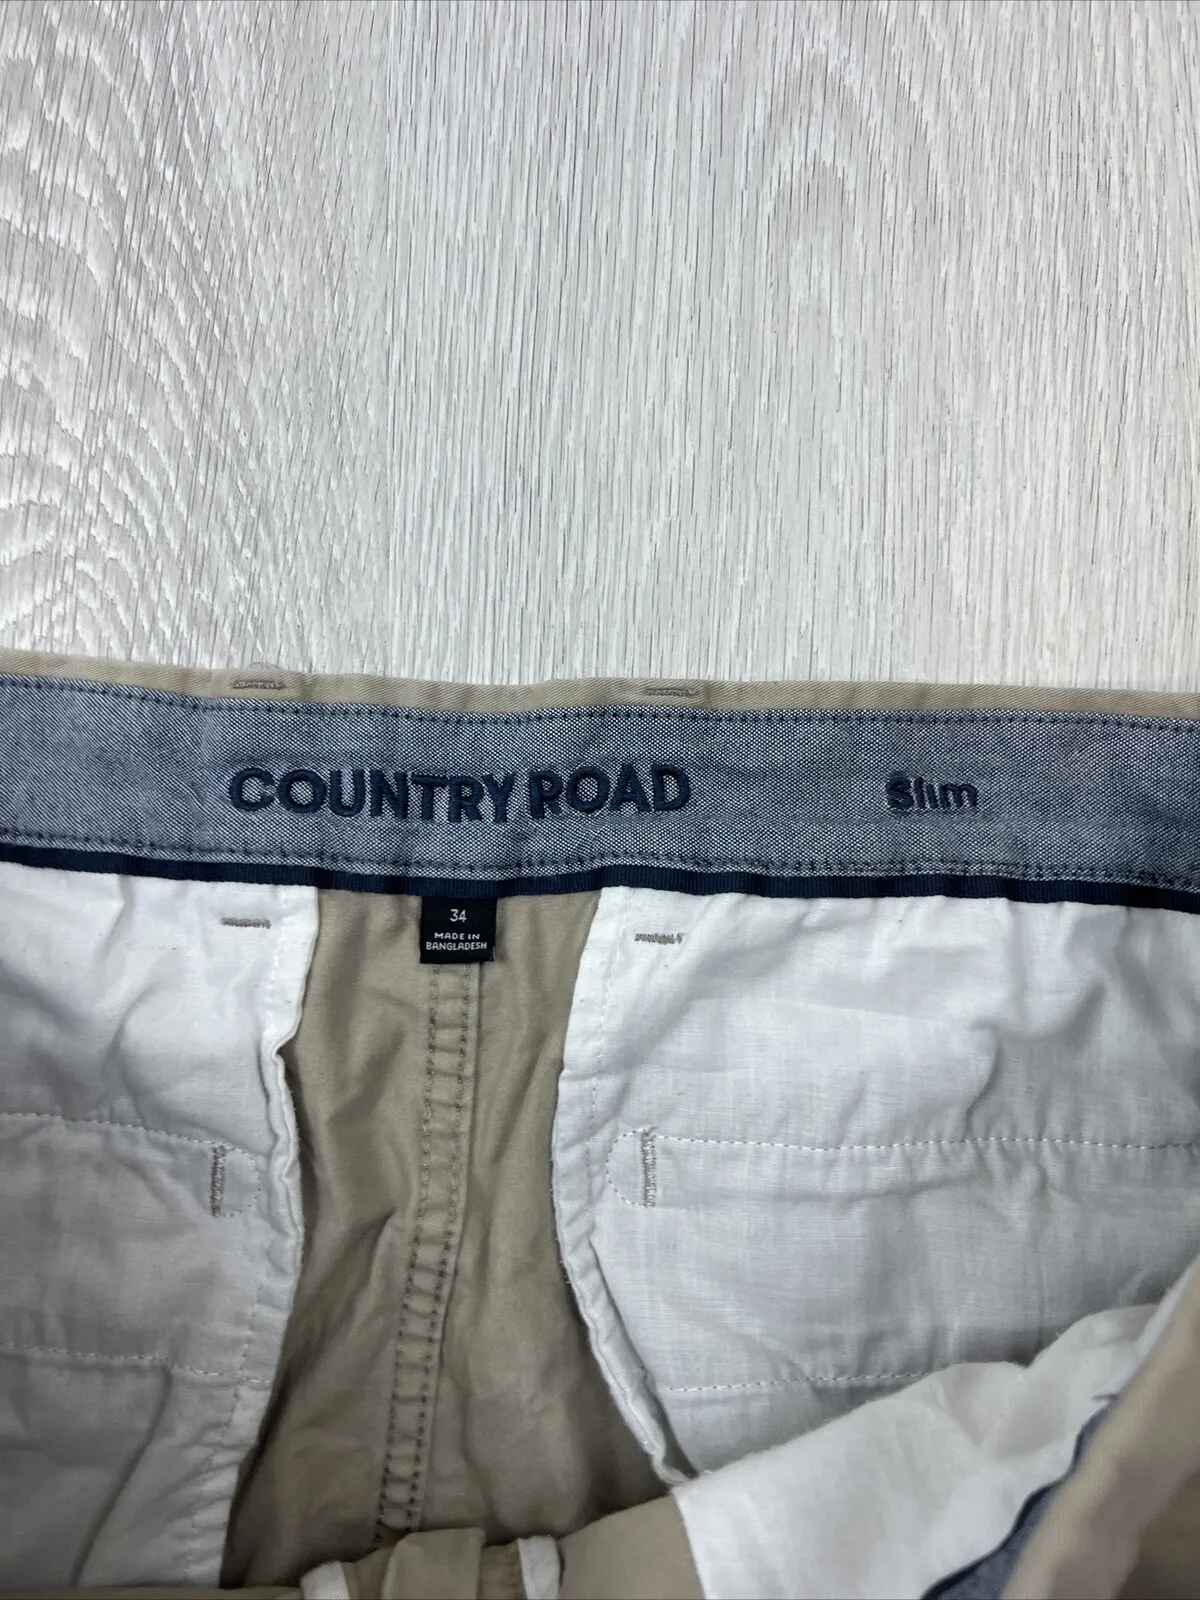 COUNTRY ROAD Slim
34
MADE IN
BANGLADESH